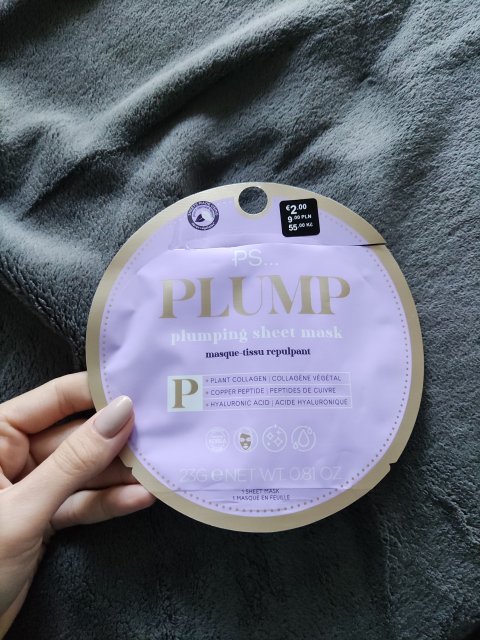 €2.00
9.00 PLN
55.00 Kč
PS...
PLUMP
plumping sheet mask
masque-tissu repulpant
P
+ PLANT COLLAGEN | COLLAGÈNE VÉGÉTAL
+ COPPER PEPTIDE | PEPTIDES DE CUIVRE
+ HYALURONIC ACID | ACIDE HYALURONIQUE
23G e NET WT. 0.81 OZ
1 SHEET MASK
1 MASQUE EN FEUILLE